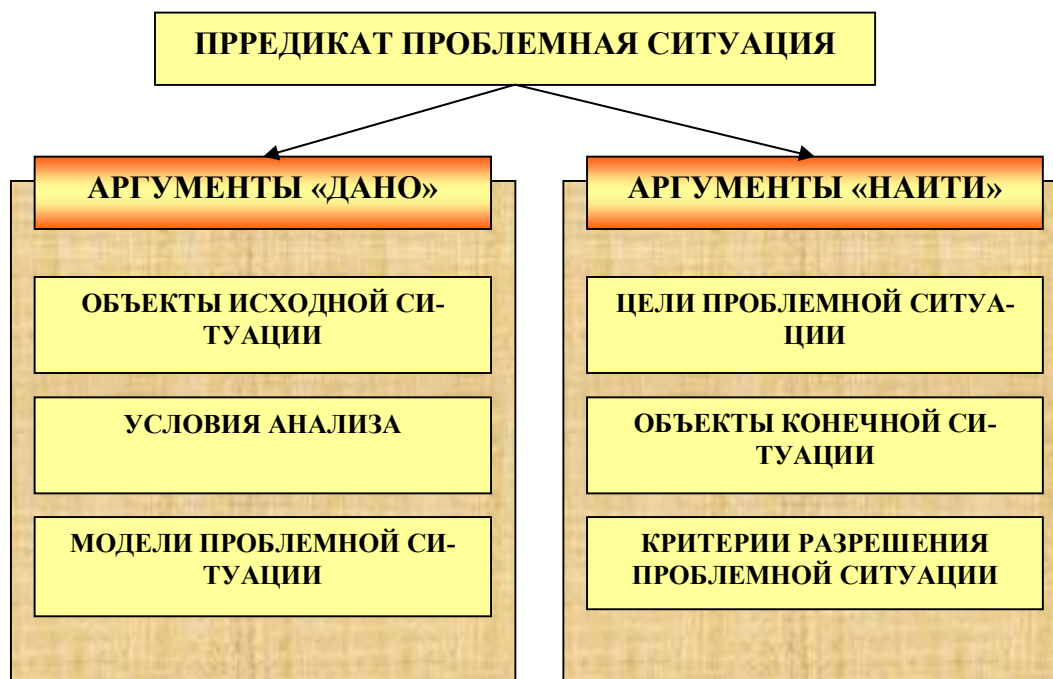 ПРРЕДИКАТ ПРОБЛЕМНАЯ СИТУАЦИЯ
АРГУМЕНТЫ «ДАНО»
ОБЪЕКТЫ ИСХОДНОЙ СИ-
ТУАЦИИ
УСЛОВИЯ АНАЛИЗА
МОДЕЛИ ПРОБЛЕМНОЙ СИ-
ТУАЦИИ
АРГУМЕНТЫ «НАИТИ»
ЦЕЛИ ПРОБЛЕМНОЙ СИТУА-
ЦИИ
ОБЪЕКТЫ КОНЕЧНОЙ СИ-
ТУАЦИИ
КРИТЕРИИ РАЗРЕШЕНИЯ
ПРОБЛЕМНОЙ СИТУАЦИИ